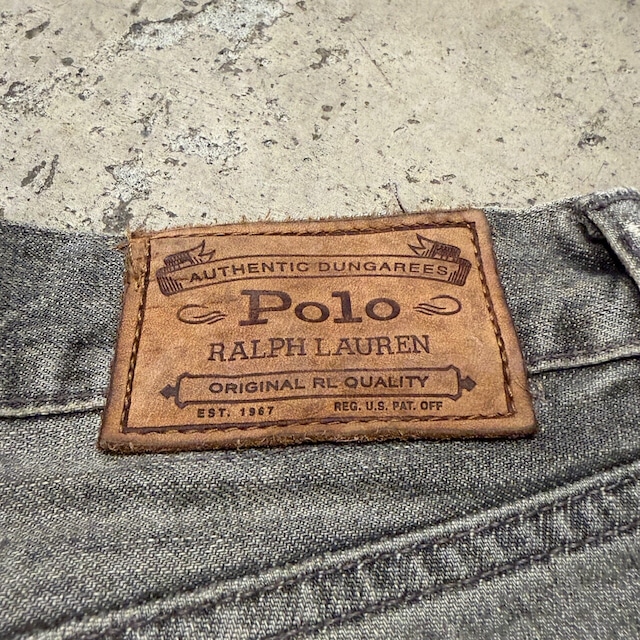 AUTHENTIC DUNGAREES
Polo
RALPH LAUREN
ORIGINAL RL QUALITY
EST. 1967 REG. U.S. PAT. OFF